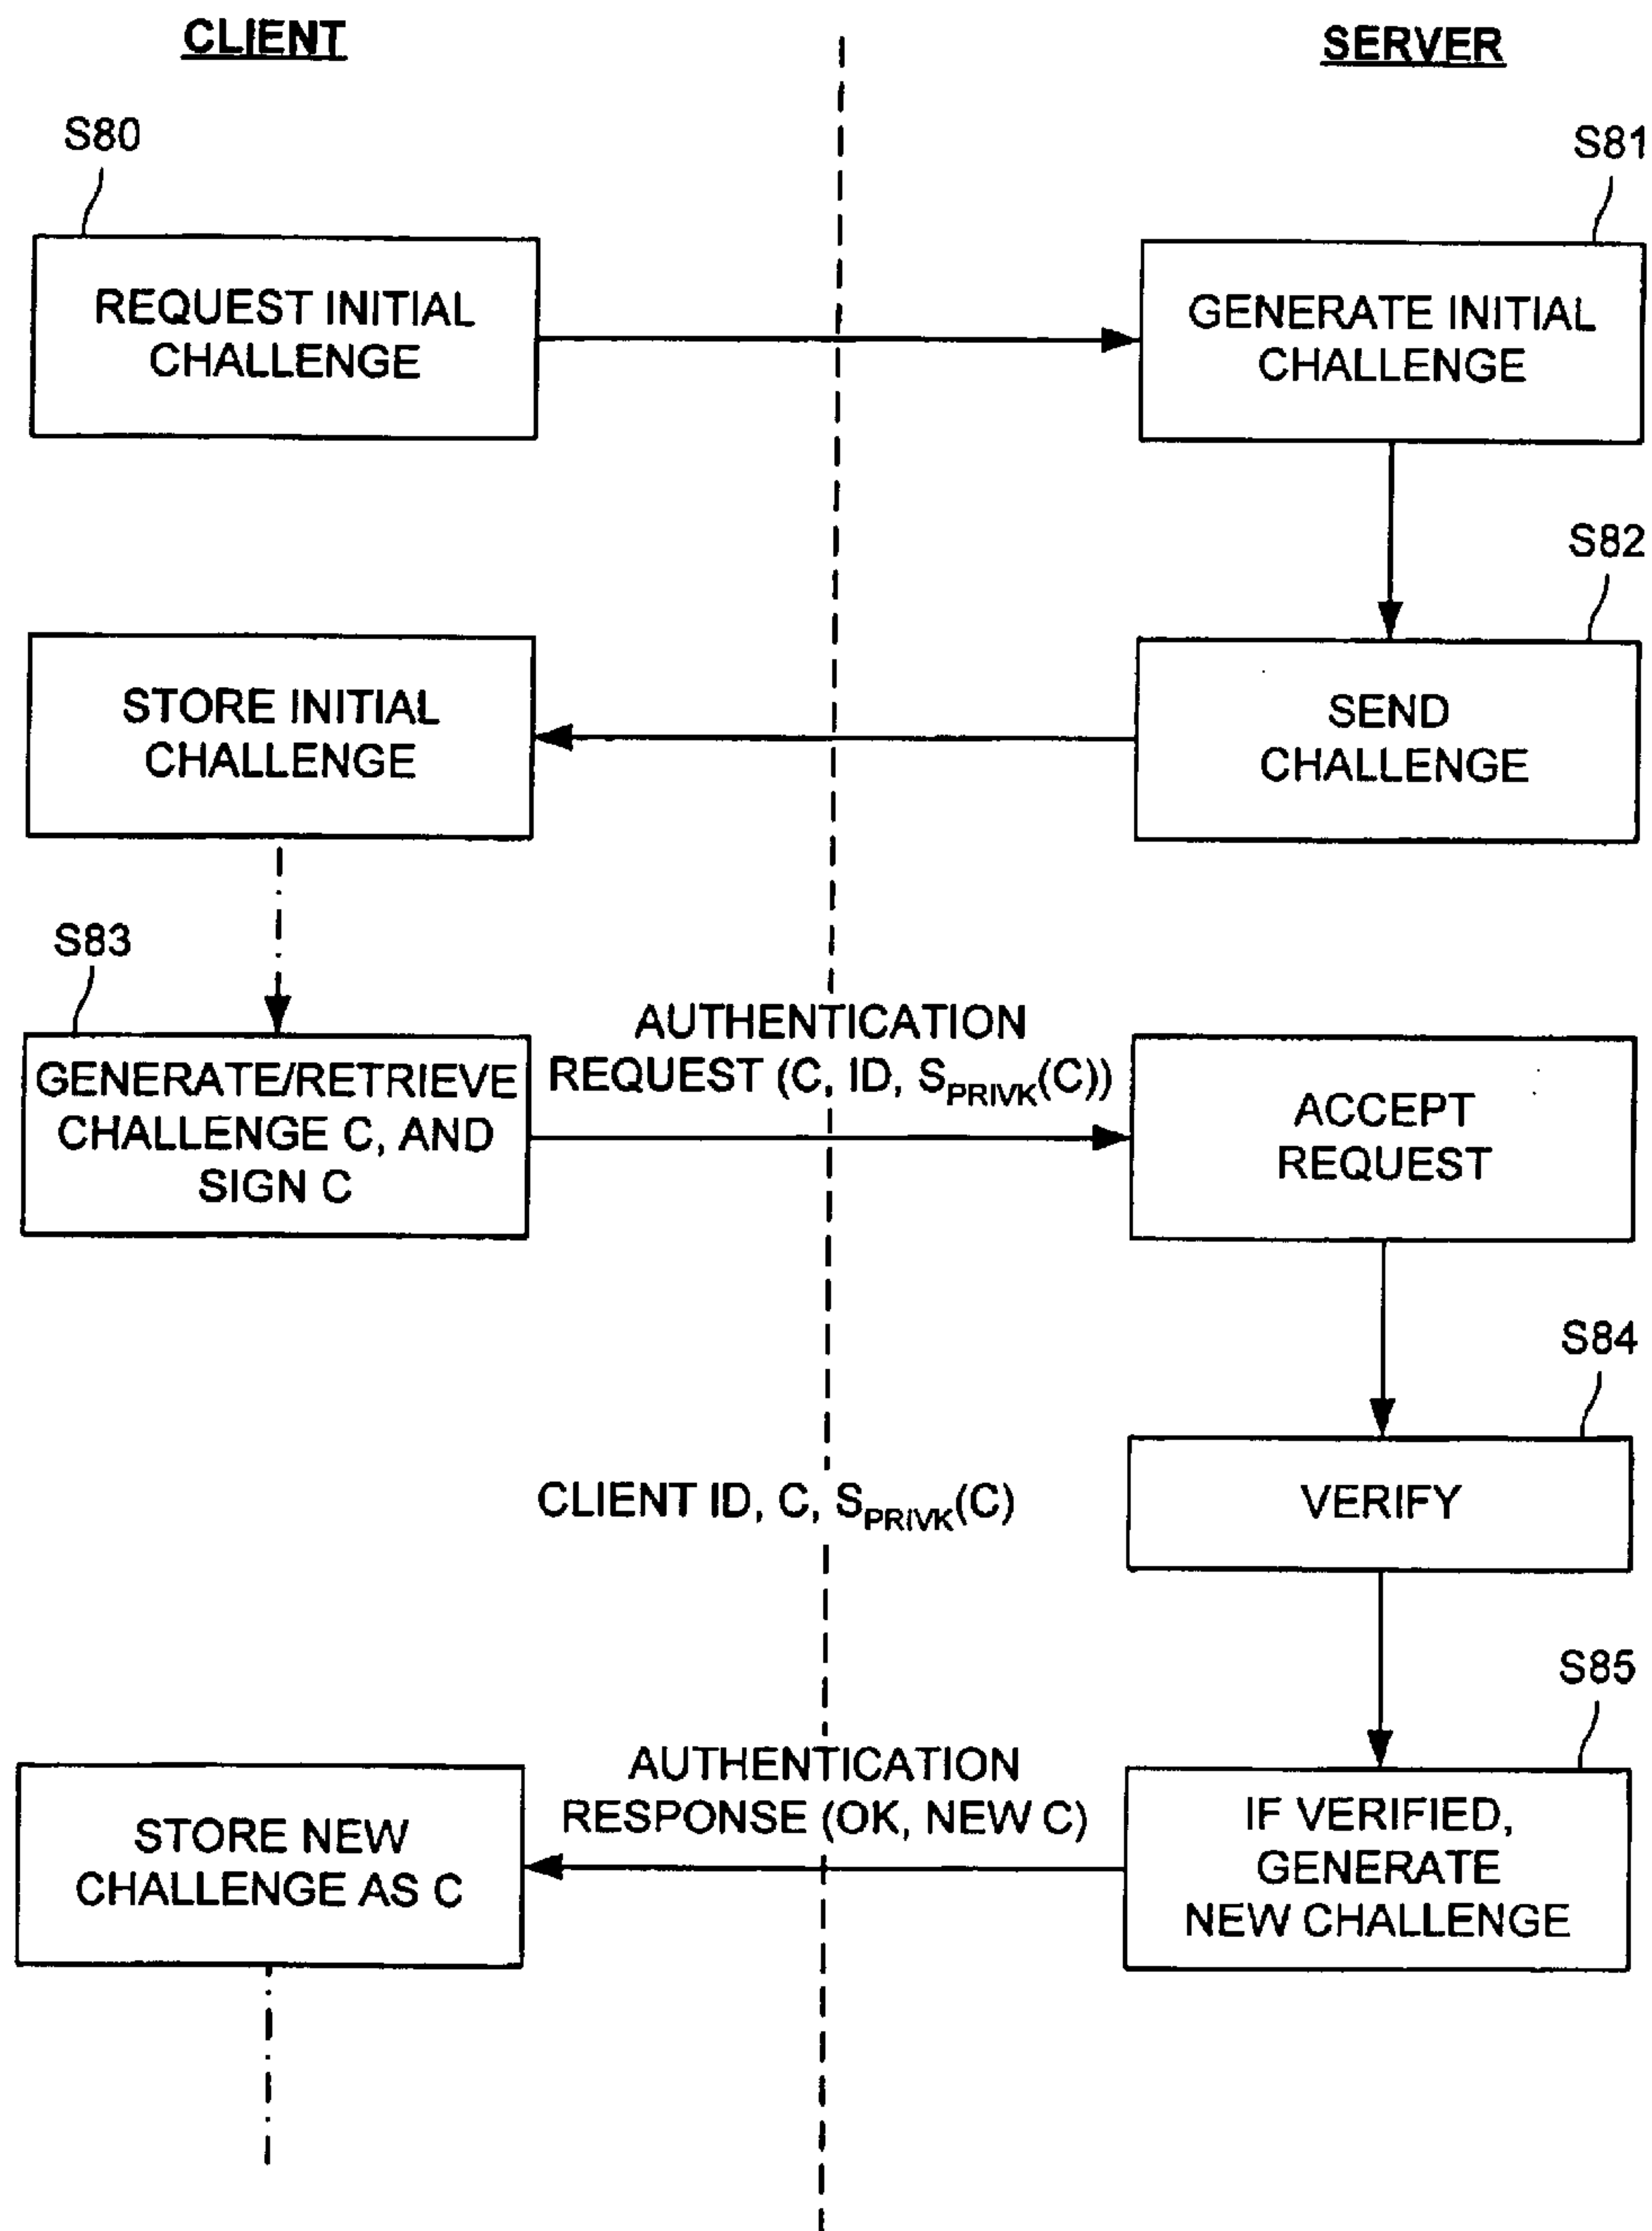 CLIENT
SERVER
S80
S81
REQUEST INITIAL
CHALLENGE
GENERATE INITIAL
CHALLENGE
S82
STORE INITIAL
CHALLENGE
SEND
CHALLENGE
S83
GENERATE/RETRIEVE
CHALLENGE C, AND
SIGN C
AUTHENTICATION
REQUEST (C, ID, S_PRIVK(C))
ACCEPT
REQUEST
S84
CLIENT ID, C, S_PRIVK(C)
VERIFY
S85
STORE NEW
CHALLENGE AS C
AUTHENTICATION
RESPONSE (OK, NEW C)
IF VERIFIED,
GENERATE
NEW CHALLENGE